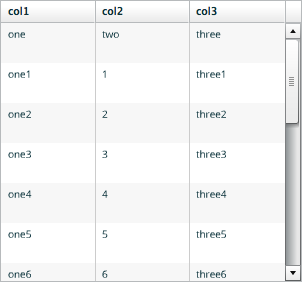 col1 col2 col3
one two three
one1 1 three1
one2 2 three2
one3 3 three3
one4 4 three4
one5 5 three5
one6 6 three6